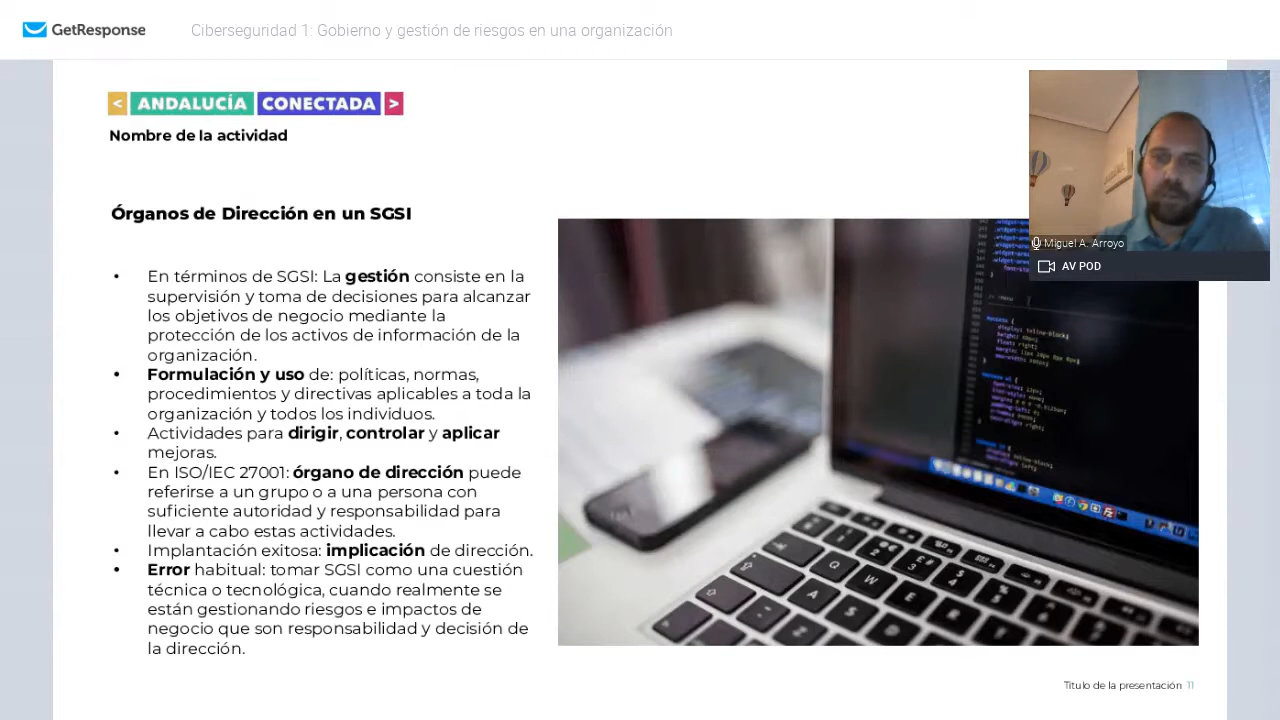 GetResponse
Ciberseguridad 1: Gobierno y gestión de riesgos en una organización
< ANDALUCÍA CONECTADA >
Nombre de la actividad
Miguel A. Arroyo
AV POD
Órganos de Dirección en un SGSI
• En términos de SGSI: La gestión consiste en la
supervisión y toma de decisiones para alcanzar
los objetivos de negocio mediante la
protección de los activos de información de la
organización.
• Formulación y uso de: políticas, normas,
procedimientos y directivas aplicables a toda la
organización y todos los individuos.
• Actividades para dirigir, controlar y aplicar
mejoras.
• En ISO/IEC 27001: órgano de dirección puede
referirse a un grupo o a una persona con
suficiente autoridad y responsabilidad para
llevar a cabo estas actividades.
• Implantación exitosa: implicación de dirección.
• Error habitual: tomar SGSI como una cuestión
técnica o tecnológica, cuando realmente se
están gestionando riesgos e impactos de
negocio que son responsabilidad y decisión de
la dirección.
Título de la presentación 11